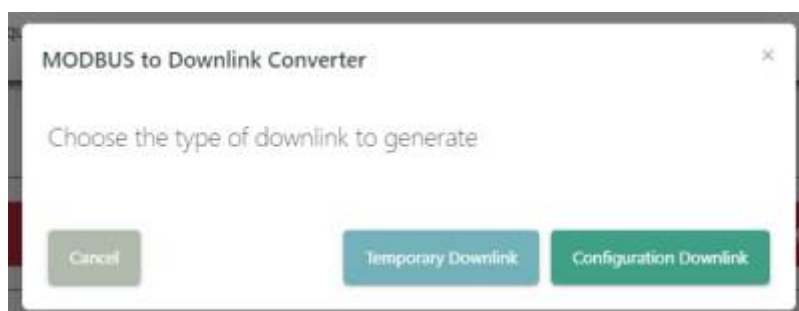 MODBUS to Downlink Converter ×
Choose the type of downlink to generate
Cancel Temporary Downlink Configuration Downlink